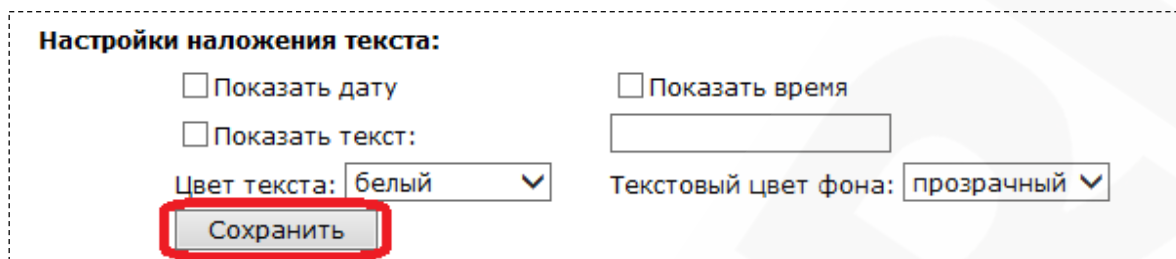 Настройки наложения текста:
Показать дату Показать время
Показать текст:
Цвет текста: белый Текстовый цвет фона: прозрачный
Сохранить